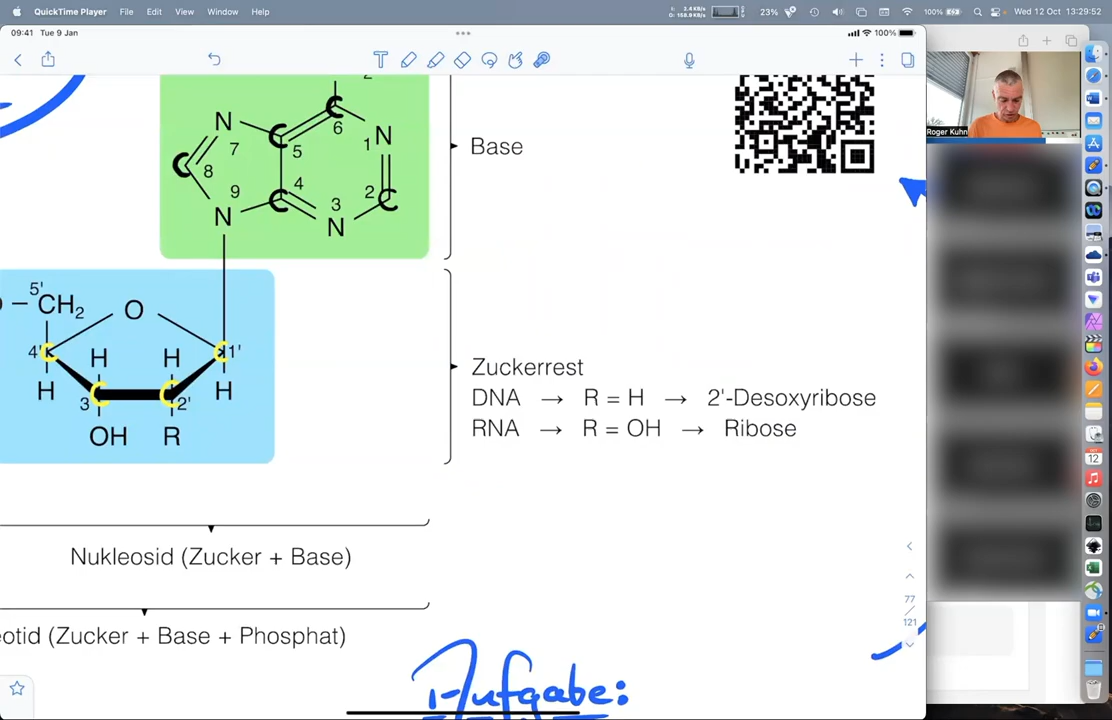 QuickTime Player File Edit View Window Help
23% 100% Wed 12 Oct 13:29:52
09:41 Tue 9 Jan 100%
N C 6 N 1
7 5
C 8
9 4 3 2
N C N C
Base
Roger Kuhn
5'
CH₂ O
4' H H 1'
H 3 2' H
OH R
Zuckerrest
DNA → R = H → 2'-Desoxyribose
RNA → R = OH → Ribose
12
Nukleosid (Zucker + Base)
77
/
121
eotid (Zucker + Base + Phosphat)
Aufgabe: